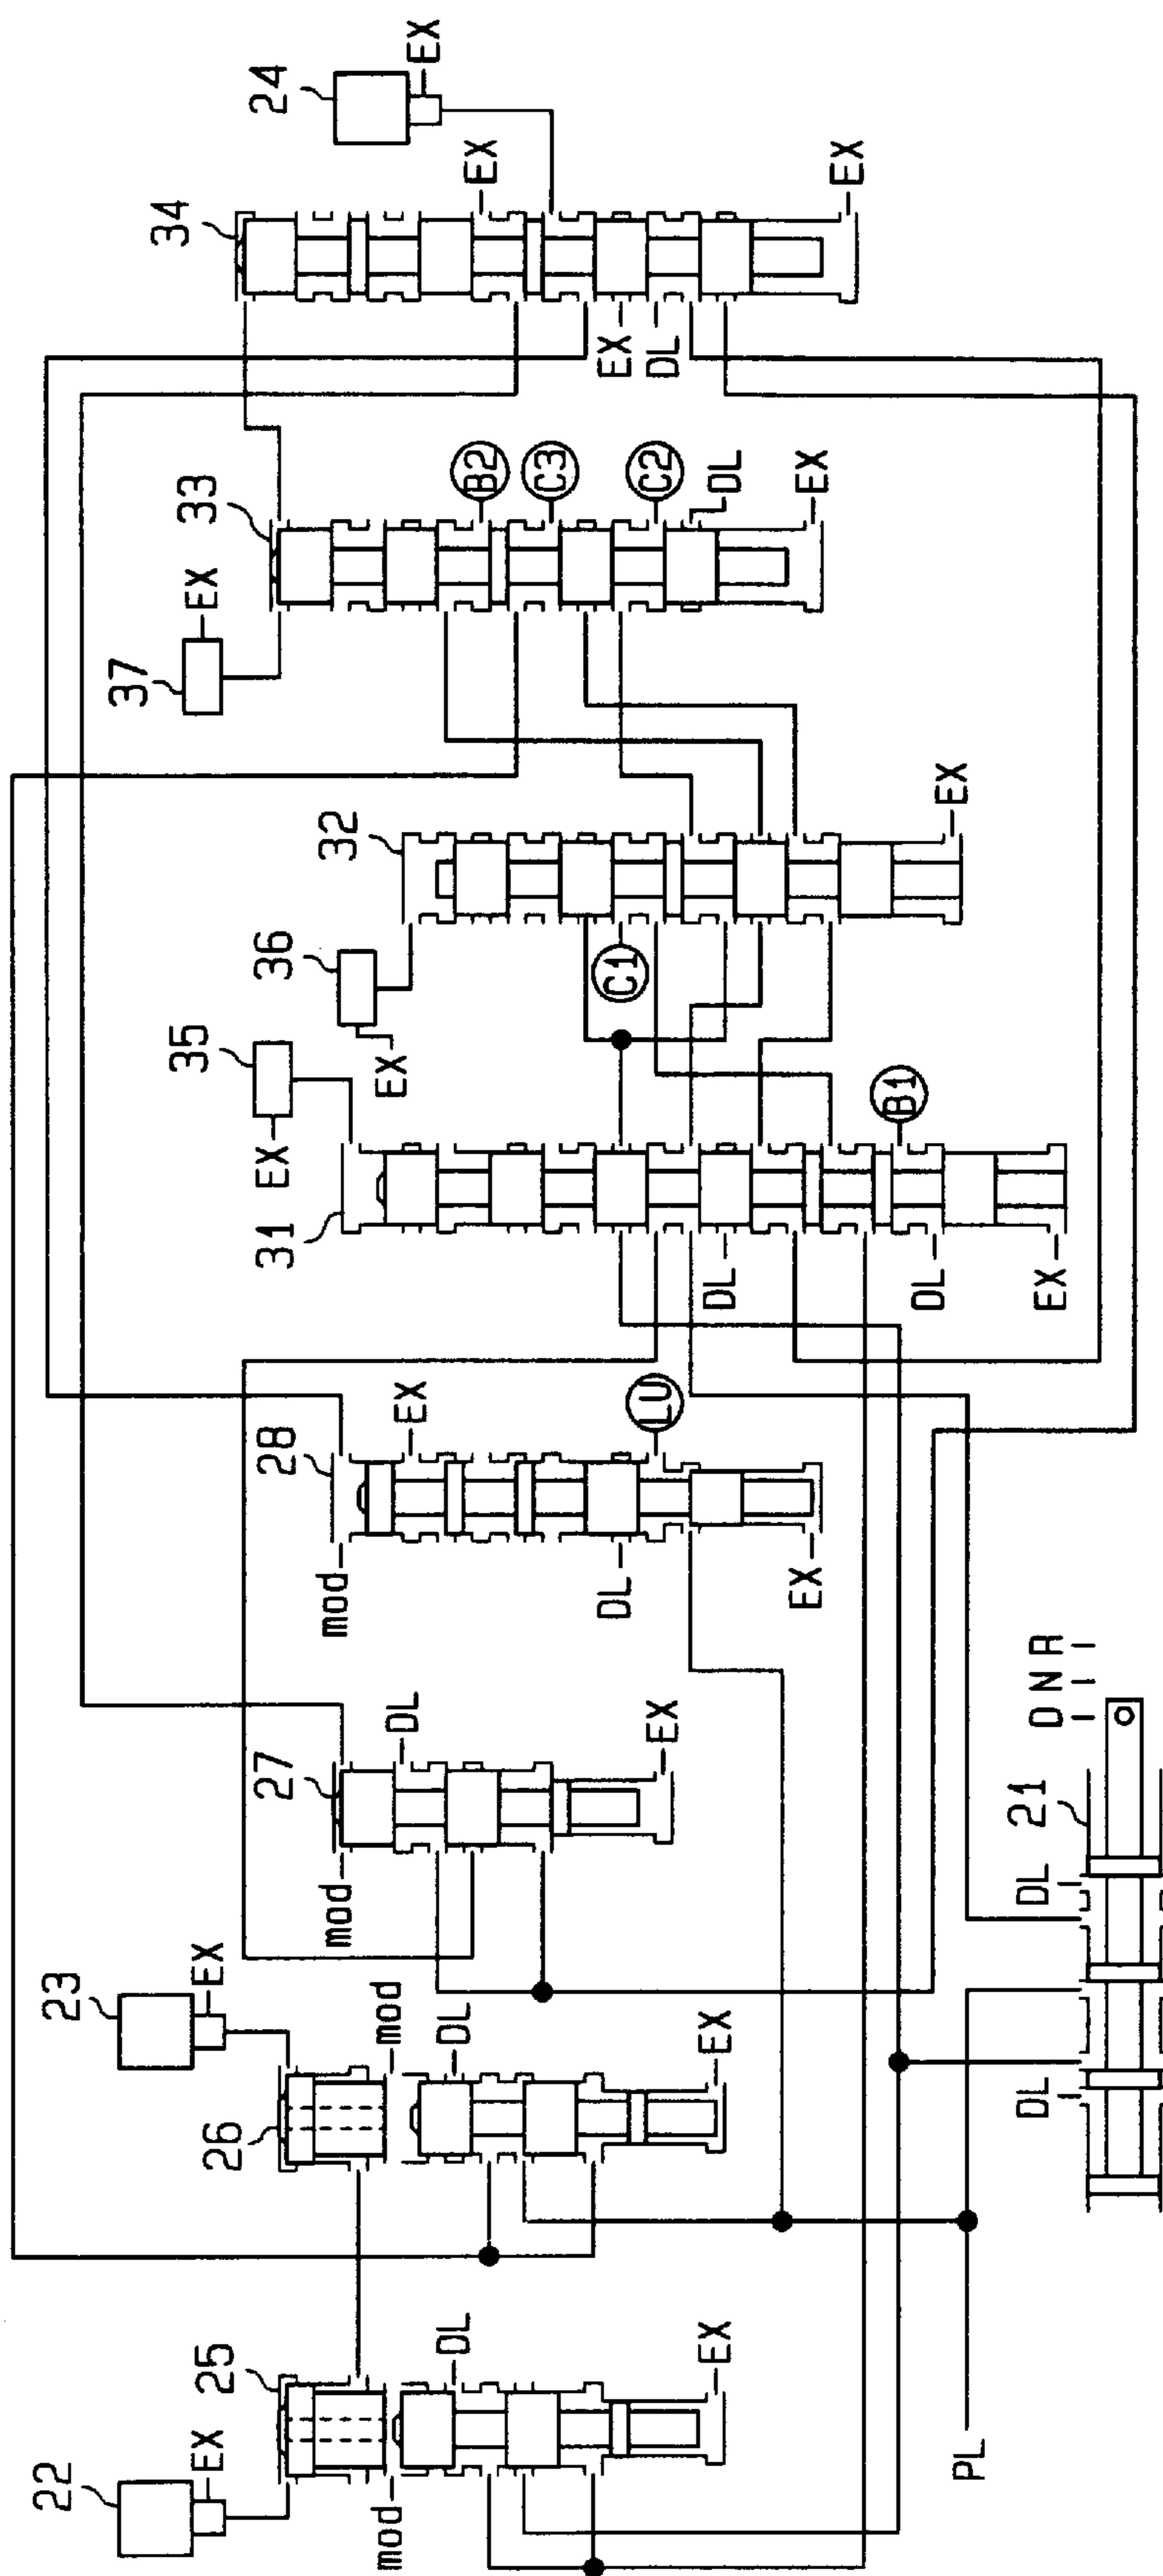 22
23
37
34
EX
EX
35
EX
33
25
26
27
28
31
EX
36
24
mod
mod
32
mod
mod
EX
DL
EX
EX
DL
DL
B2
EX
C3
DL
C1
EX
EX
LU
C2
DL
EX
EX
DL
DL
EX
EX
EX
B1
DL
EX
PL
DL
DL
21
D N R
EX